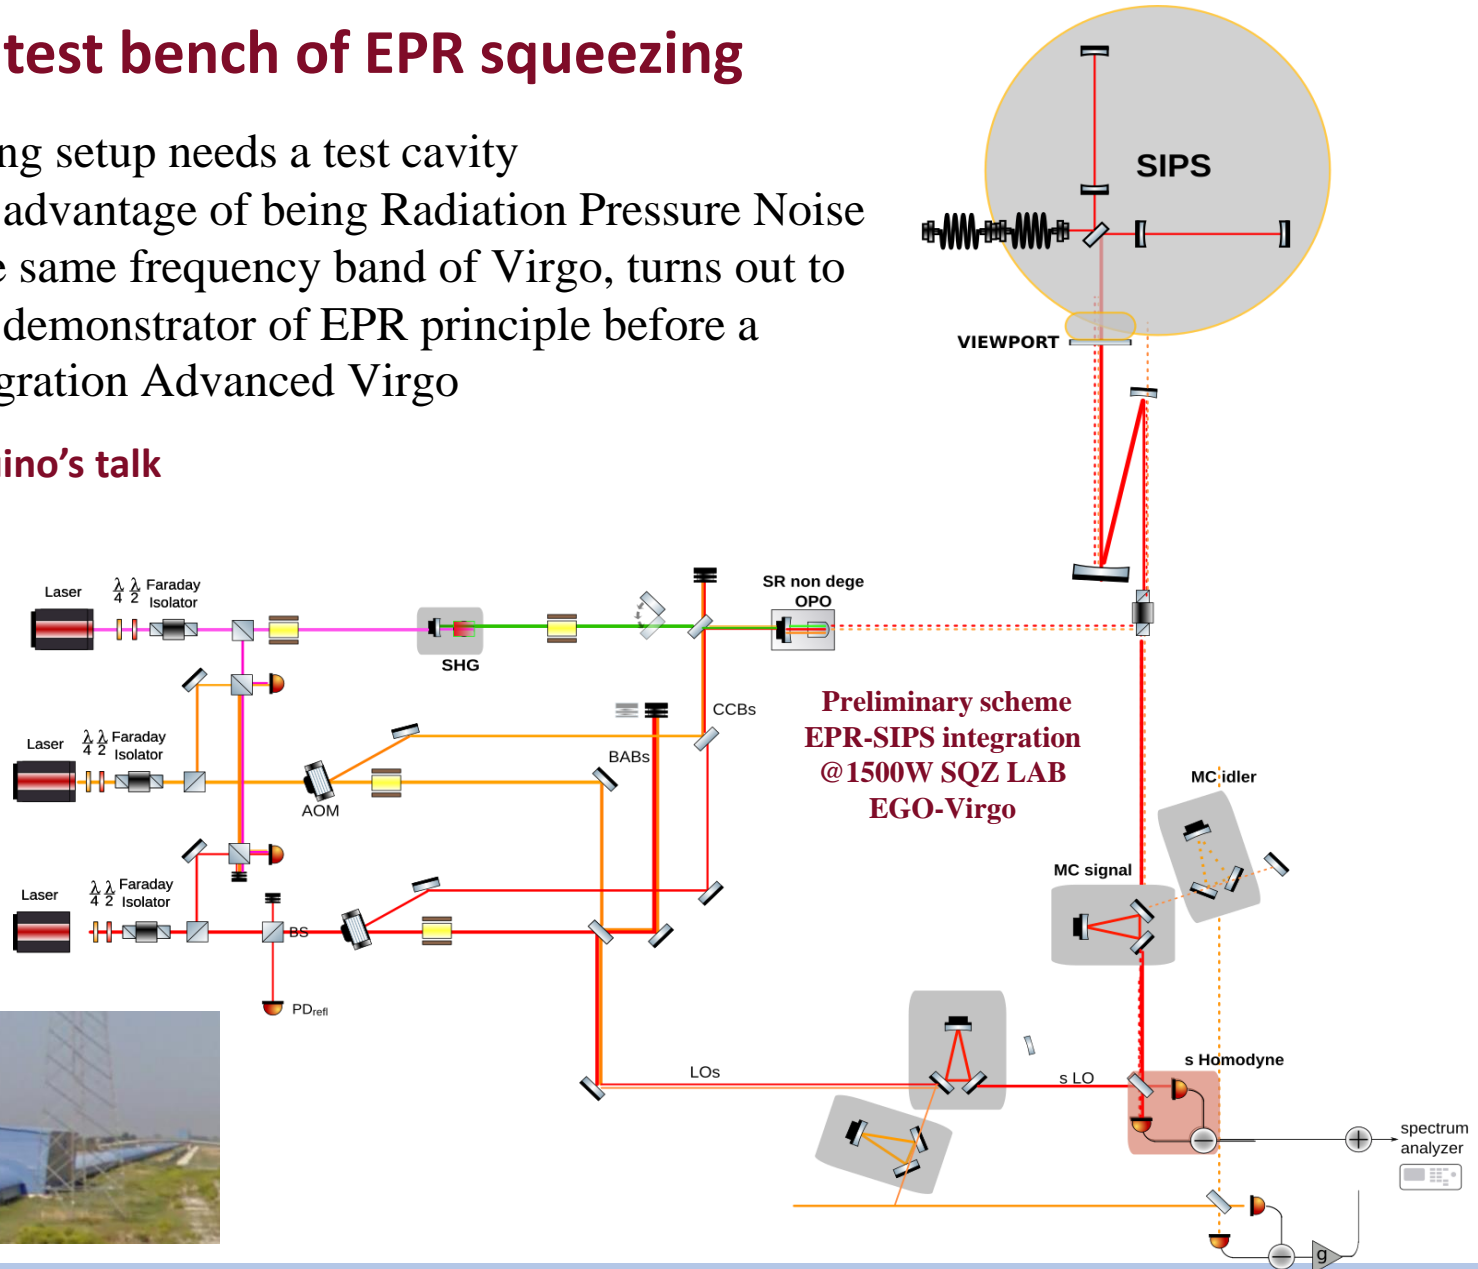 test bench of EPR squeezing
ng setup needs a test cavity
advantage of being Radiation Pressure Noise
e same frequency band of Virgo, turns out to
demonstrator of EPR principle before a
gration Advanced Virgo
uino's talk
SIPS
VIEWPORT
Laser
λ/4 λ/2 Faraday
Isolator
SHG
SR non dege
OPO
Laser
λ/4 λ/2 Faraday
Isolator
AOM
CCBs
BABs
Preliminary scheme
EPR-SIPS integration
@1500W SQZ LAB
EGO-Virgo
MC idler
MC signal
Laser
λ/4 λ/2 Faraday
Isolator
BS
PDrefl
LOs
s LO
s Homodyne
spectrum
analyzer
g